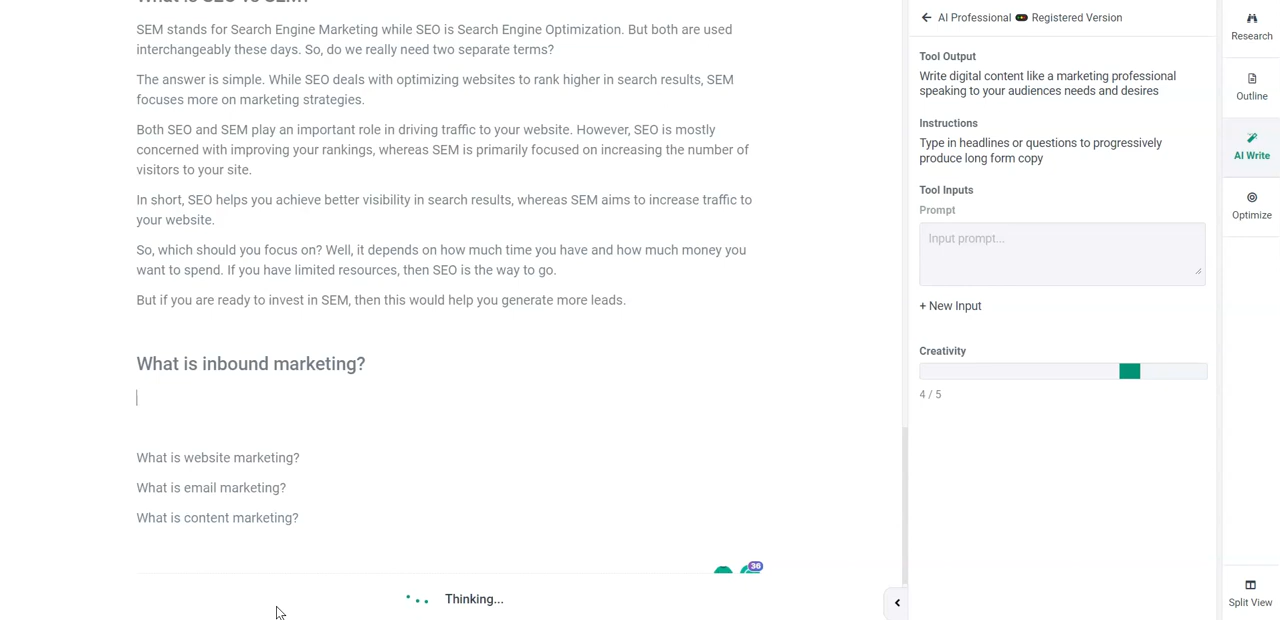 What is SEO vs SEM?
SEM stands for Search Engine Marketing while SEO is Search Engine Optimization. But both are used
interchangeably these days. So, do we really need two separate terms?
The answer is simple. While SEO deals with optimizing websites to rank higher in search results, SEM
focuses more on marketing strategies.
Both SEO and SEM play an important role in driving traffic to your website. However, SEO is mostly
concerned with improving your rankings, whereas SEM is primarily focused on increasing the number of
visitors to your site.
In short, SEO helps you achieve better visibility in search results, whereas SEM aims to increase traffic to
your website.
So, which should you focus on? Well, it depends on how much time you have and how much money you
want to spend. If you have limited resources, then SEO is the way to go.
But if you are ready to invest in SEM, then this would help you generate more leads.
What is inbound marketing?
What is website marketing?
What is email marketing?
What is content marketing?
36
Thinking...
AI Professional Registered Version
Tool Output
Write digital content like a marketing professional
speaking to your audiences needs and desires
Instructions
Type in headlines or questions to progressively
produce long form copy
Tool Inputs
Prompt
Input prompt...
+ New Input
Creativity
4 / 5
Research
Outline
AI Write
Optimize
Split View